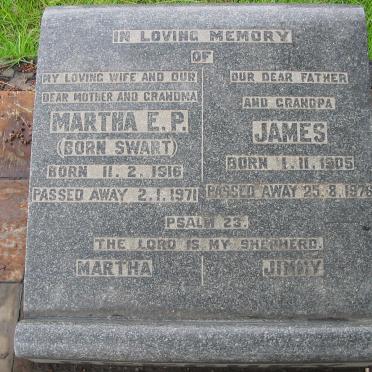 IN LOVING MEMORY
OF
MY LOVING WIFE AND OUR
DEAR MOTHER AND GRANDMA
MARTHA E.P.
(BORN SWART)
BORN 11.2.1916
PASSED AWAY 2.1.1971
OUR DEAR FATHER
AND GRANDPA
JAMES
BORN 1.11.1905
PASSED AWAY 25.8.1976
PSALM 23.
THE LORD IS MY SHEPHERD.
MARTHA JIMMY